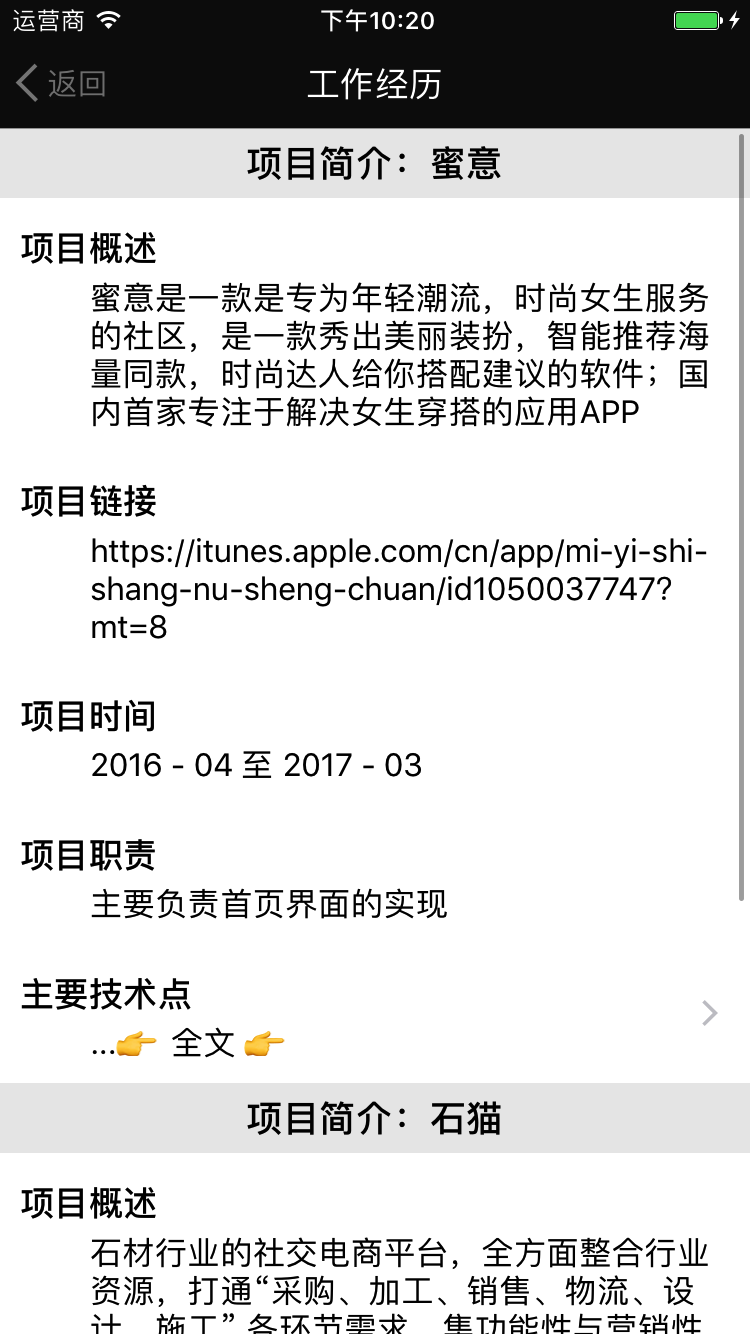 运营商 下午10:20
返回 工作经历
项目简介：蜜意
项目概述
蜜意是一款是专为年轻潮流，时尚女生服务
的社区，是一款秀出美丽装扮，智能推荐海
量同款，时尚达人给你搭配建议的软件；国
内首家专注于解决女生穿搭的应用APP
项目链接
https://itunes.apple.com/cn/app/mi-yi-shi-
shang-nu-sheng-chuan/id1050037747?
mt=8
项目时间
2016 - 04 至 2017 - 03
项目职责
主要负责首页界面的实现
主要技术点
...👉 全文 👉
项目简介：石猫
项目概述
石材行业的社交电商平台，全方面整合行业
资源，打通“采购、加工、销售、物流、设
计、施工” 各环节需求，集功能性与营销性